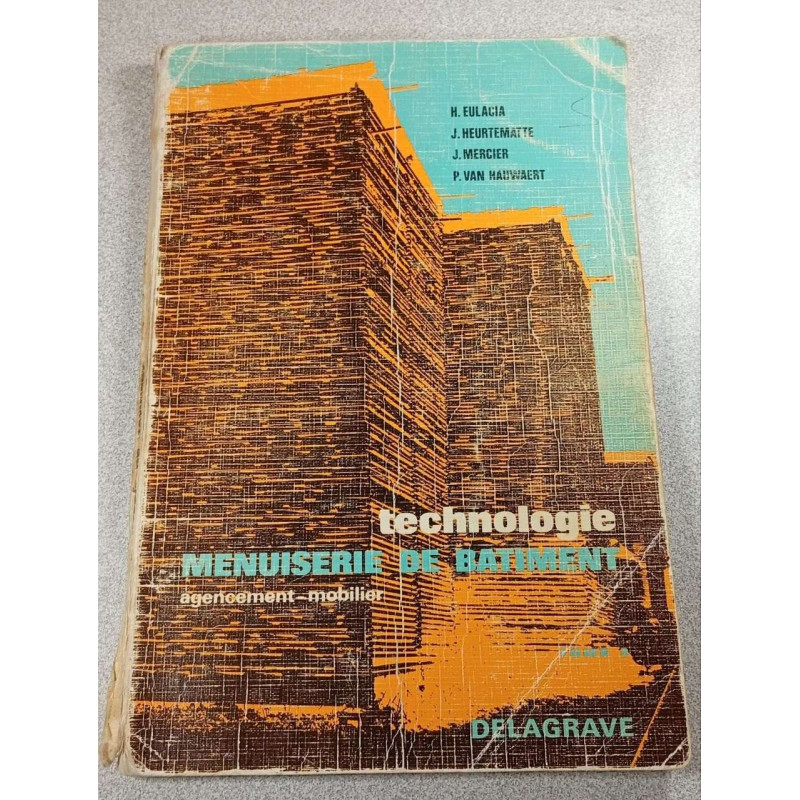 H. EULACIA
J. HEURTEMATTE
J. MERCIER
P. VAN HAUWAERT
technologie
MENUISERIE DE BATIMENT
agencement-mobilier
DELAGRAVE